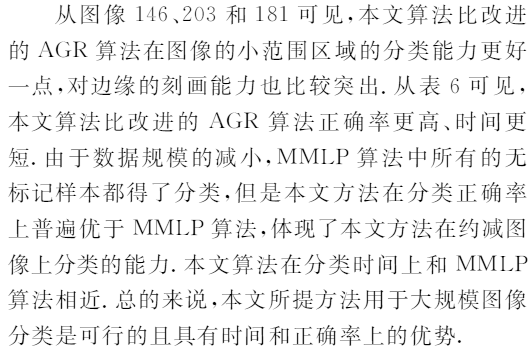 从图像 146、203 和 181 可见,本文算法比改进
的 AGR 算法在图像的小范围区域的分类能力更好
一点,对边缘的刻画能力也比较突出. 从表 6 可见,
本文算法比改进的 AGR 算法正确率更高、时间更
短. 由于数据规模的减小,MMLP 算法中所有的无
标记样本都得了分类,但是本文方法在分类正确率
上普遍优于 MMLP 算法,体现了本文方法在约减图
像上分类的能力. 本文算法在分类时间上和 MMLP
算法相近. 总的来说,本文所提方法用于大规模图像
分类是可行的且具有时间和正确率上的优势.